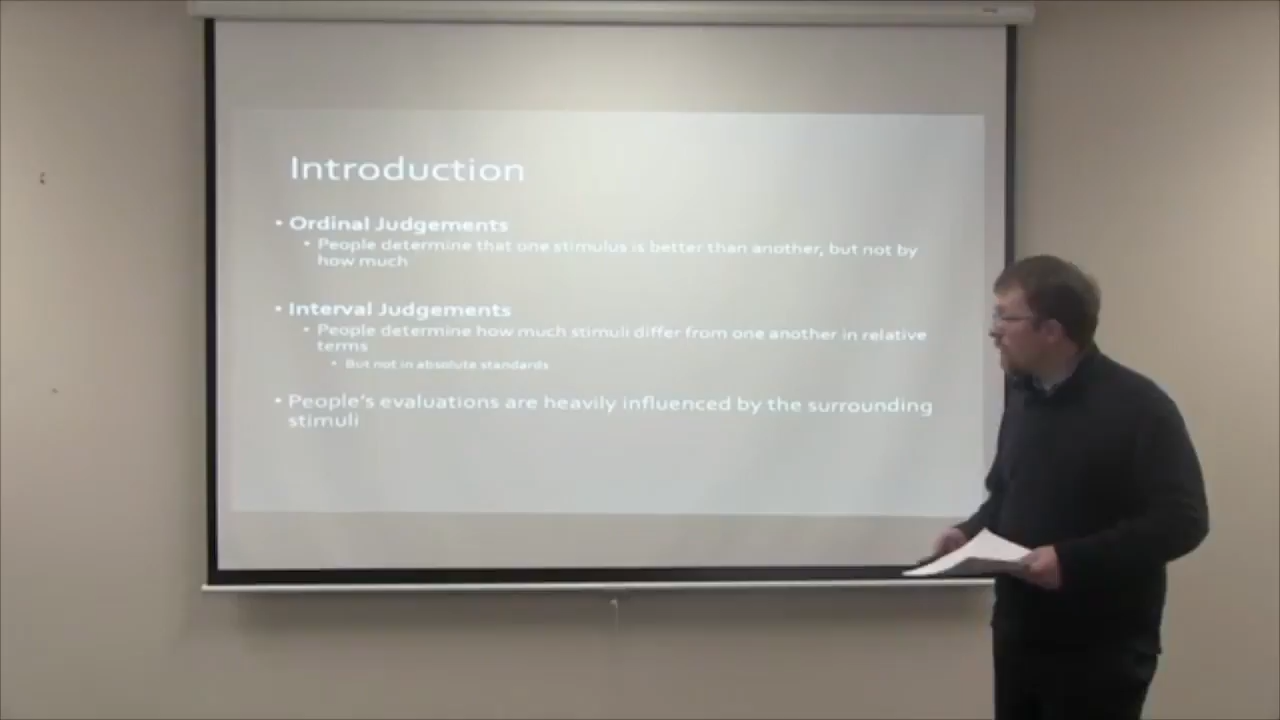 Introduction
• Ordinal Judgements
• People determine that one stimulus is better than another, but not by
how much
• Interval Judgements
• People determine how much stimuli differ from one another in relative
terms
• But not in absolute standards
• People's evaluations are heavily influenced by the surrounding
stimuli